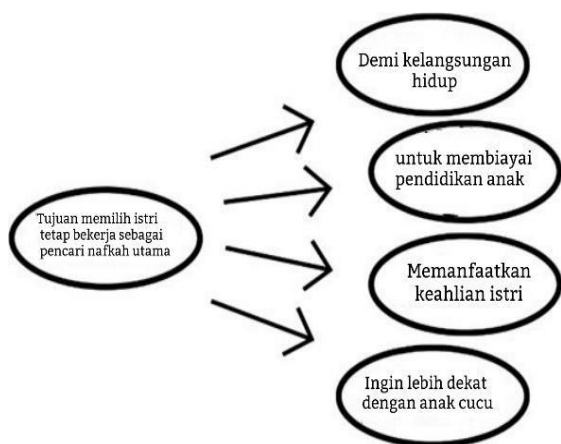 Tujuan memilih istri
tetap bekerja sebagai
pencari nafkah utama
Demi kelangsungan
hidup
untuk membiayai
pendidikan anak
Memanfaatkan
keahlian istri
Ingin lebih dekat
dengan anak cucu